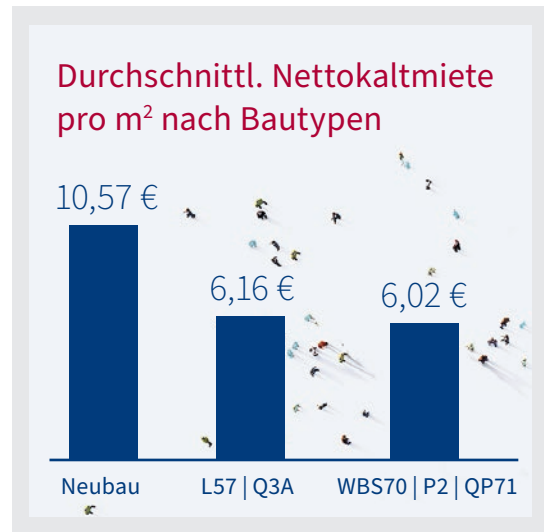 Durchschnittl. Nettokaltmiete
pro m² nach Bautypen
10,57 €
6,16 €
6,02 €
Neubau
L57 | Q3A
WBS70 | P2 | QP71